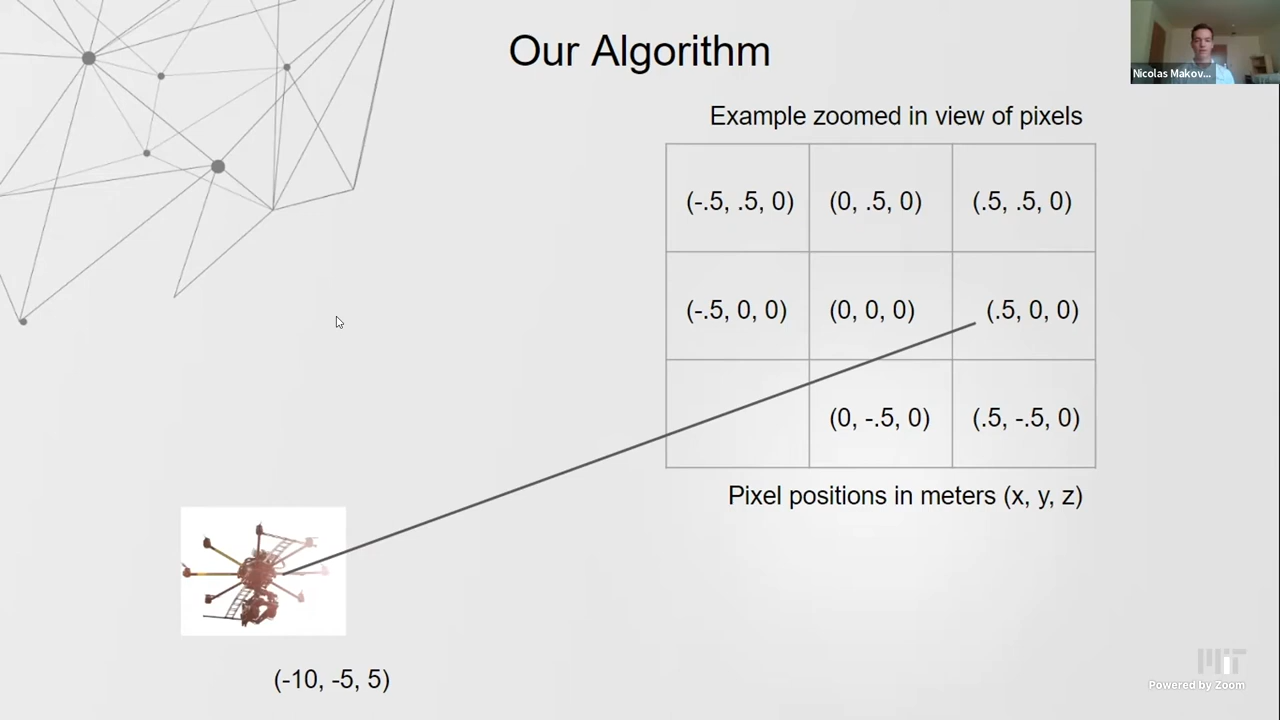 Our Algorithm
Nicolas Makov...
Example zoomed in view of pixels
(-.5, .5, 0) (0, .5, 0) (.5, .5, 0)
(-.5, 0, 0) (0, 0, 0) (.5, 0, 0)
(0, -.5, 0) (.5, -.5, 0)
Pixel positions in meters (x, y, z)
(-10, -5, 5)
MIT
Powered by Zoom